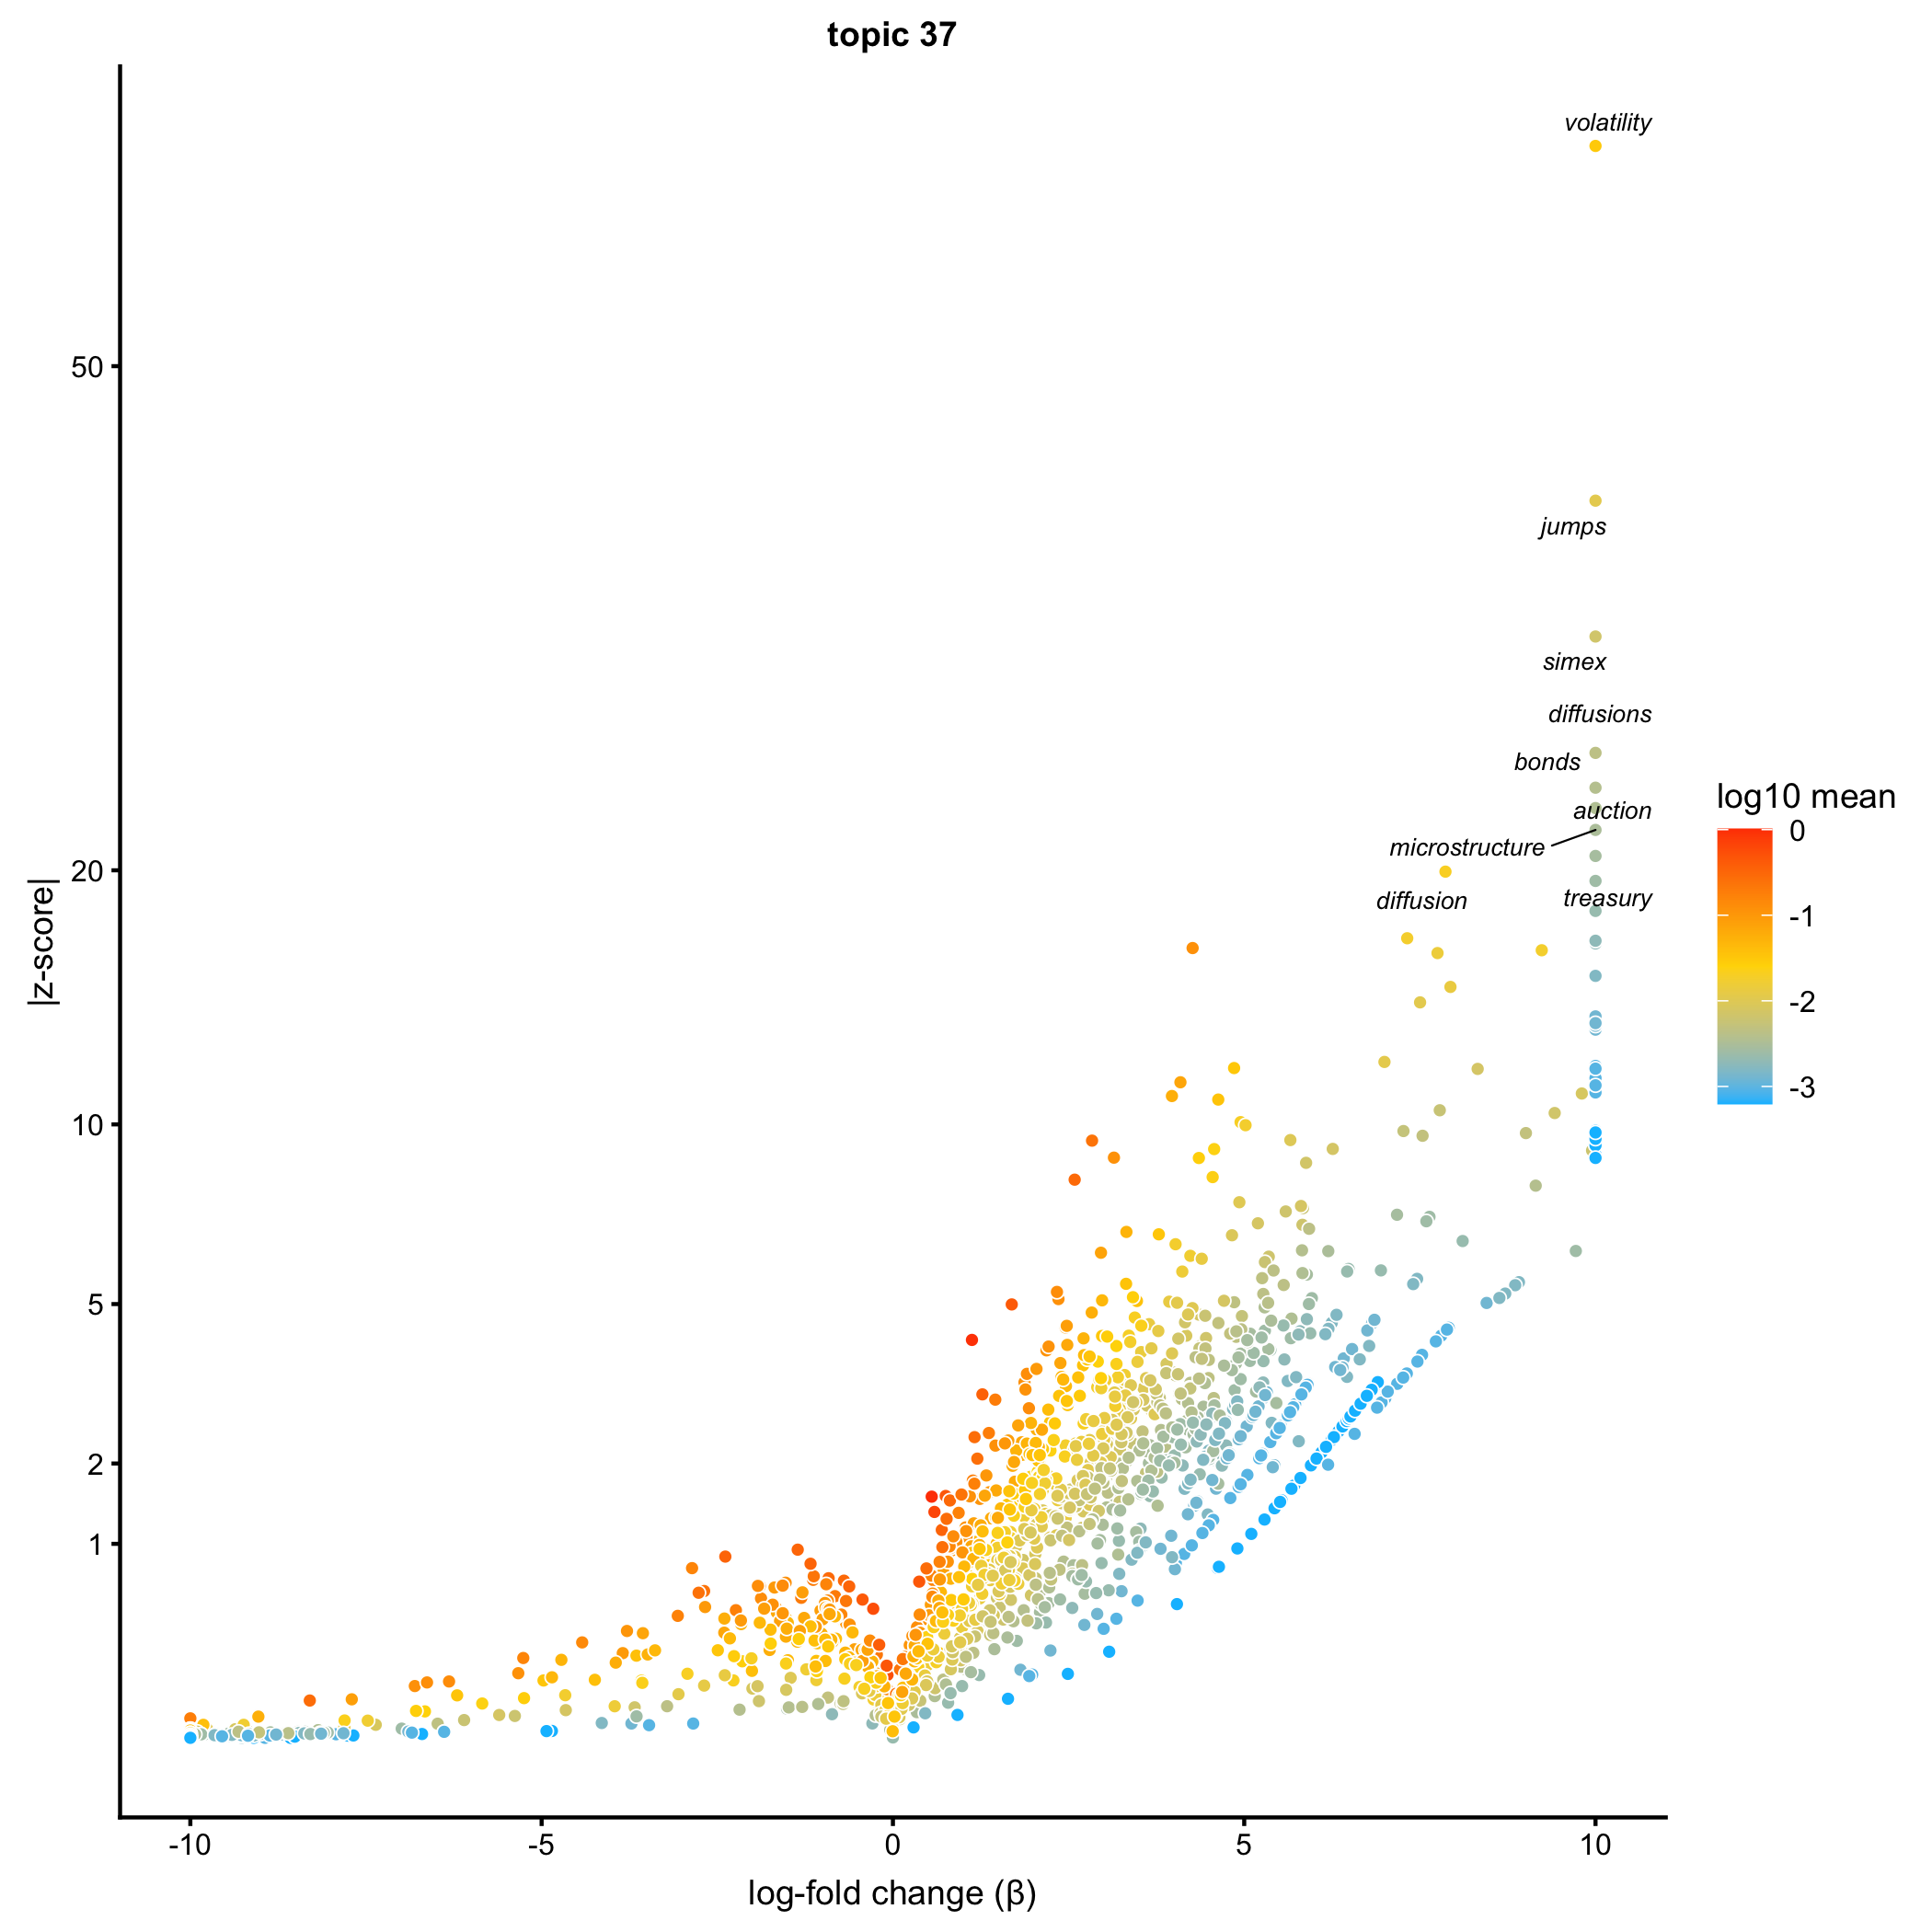 topic 37
volatility
jumps
simex
diffusions
bonds
auction
microstructure
diffusion
treasury
50
20
10
5
2
1
|z-score|
-10
-5
0
5
10
log-fold change (β)
log10 mean
0
-1
-2
-3